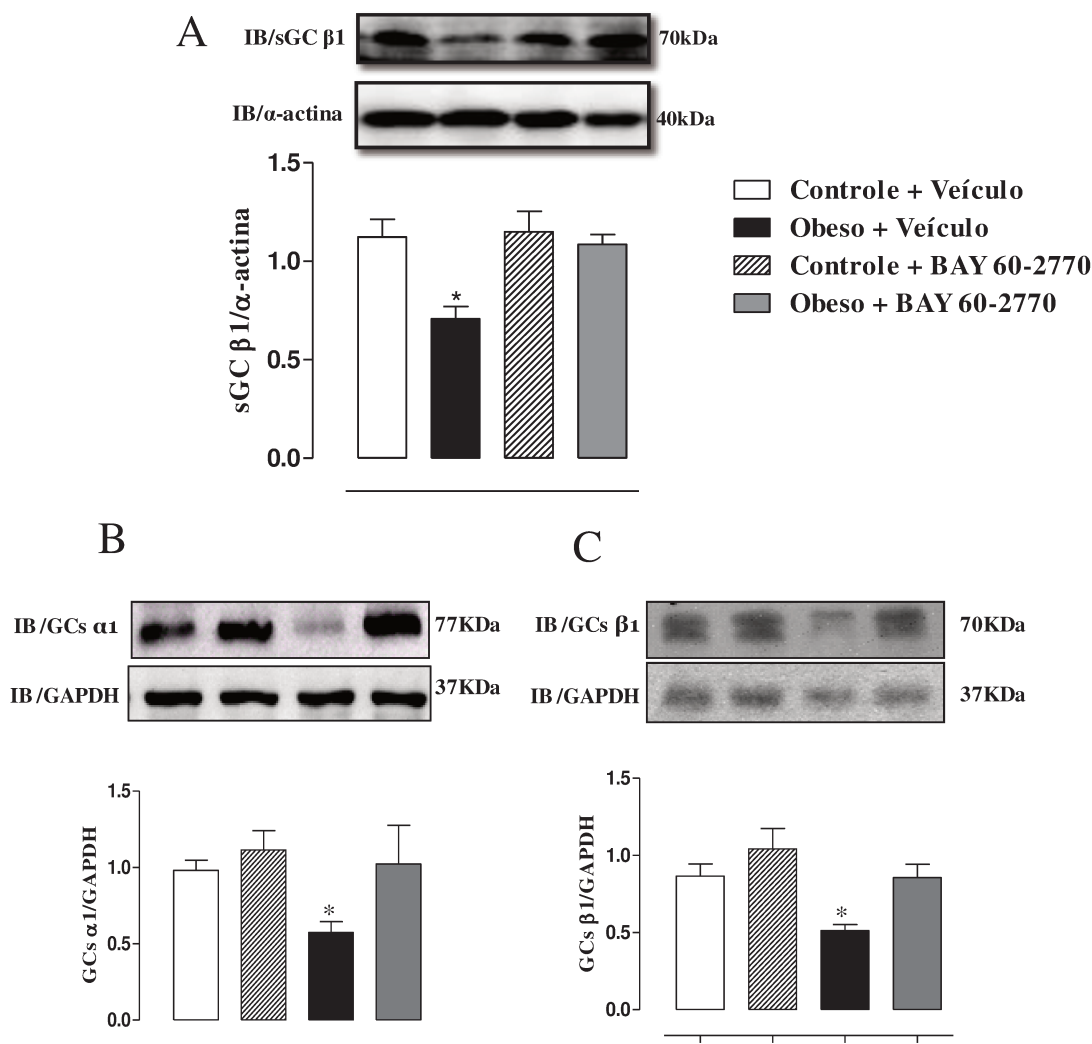 A
IB/sGC β1
70kDa
IB/α-actina
40kDa
1.5
1.0
0.5
0.0
sGC β1/α-actina
*
Controle + Veículo
Obeso + Veículo
Controle + BAY 60-2770
Obeso + BAY 60-2770
B
IB/GCs α1
77KDa
IB/GAPDH
37KDa
1.5
1.0
0.5
0.0
GCs α1/GAPDH
*
C
IB/GCs β1
70KDa
IB/GAPDH
37KDa
1.5
1.0
0.5
0.0
GCs β1/GAPDH
*